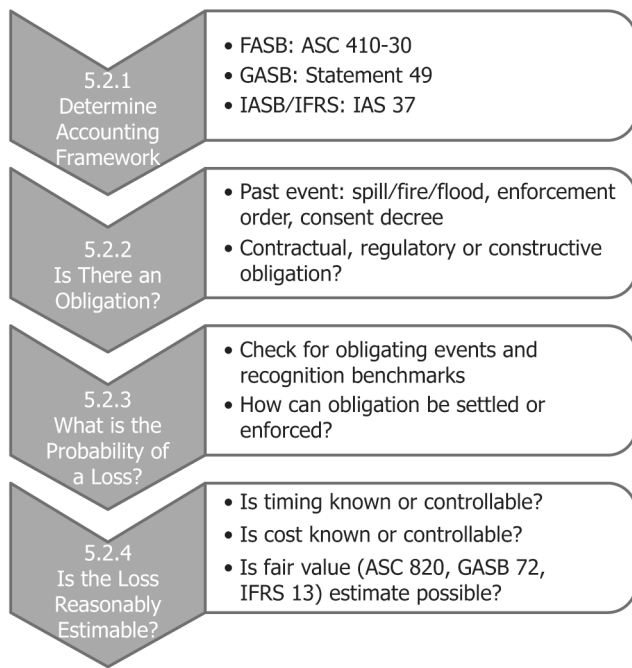 5.2.1
Determine
Accounting
Framework
• FASB: ASC 410-30
• GASB: Statement 49
• IASB/IFRS: IAS 37
5.2.2
Is There an
Obligation?
• Past event: spill/fire/flood, enforcement
order, consent decree
• Contractual, regulatory or constructive
obligation?
5.2.3
What is the
Probability of
a Loss?
• Check for obligating events and
recognition benchmarks
• How can obligation be settled or
enforced?
5.2.4
Is the Loss
Reasonably
Estimable?
• Is timing known or controllable?
• Is cost known or controllable?
• Is fair value (ASC 820, GASB 72,
IFRS 13) estimate possible?